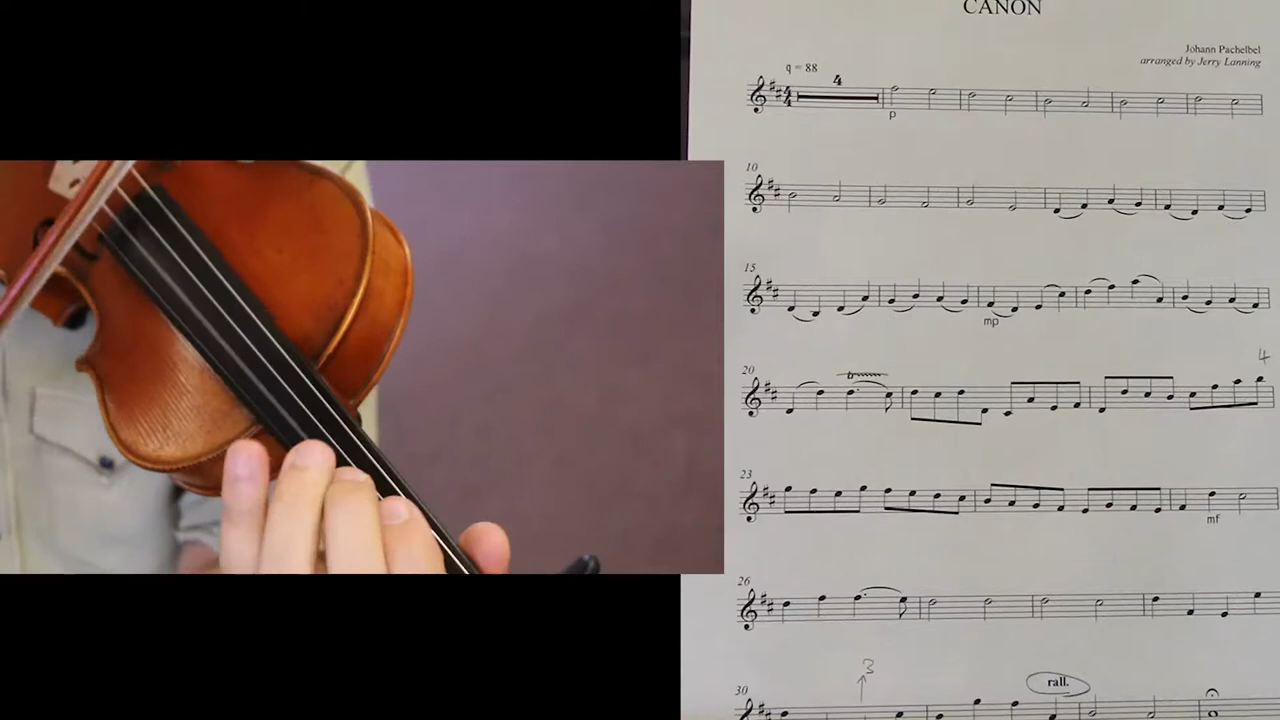 CANON
Johann Pachelbel
arranged by Jerry Lanning
q = 88
4
p
10
15
mp
20
4
23
mf
26
3
30
rall.